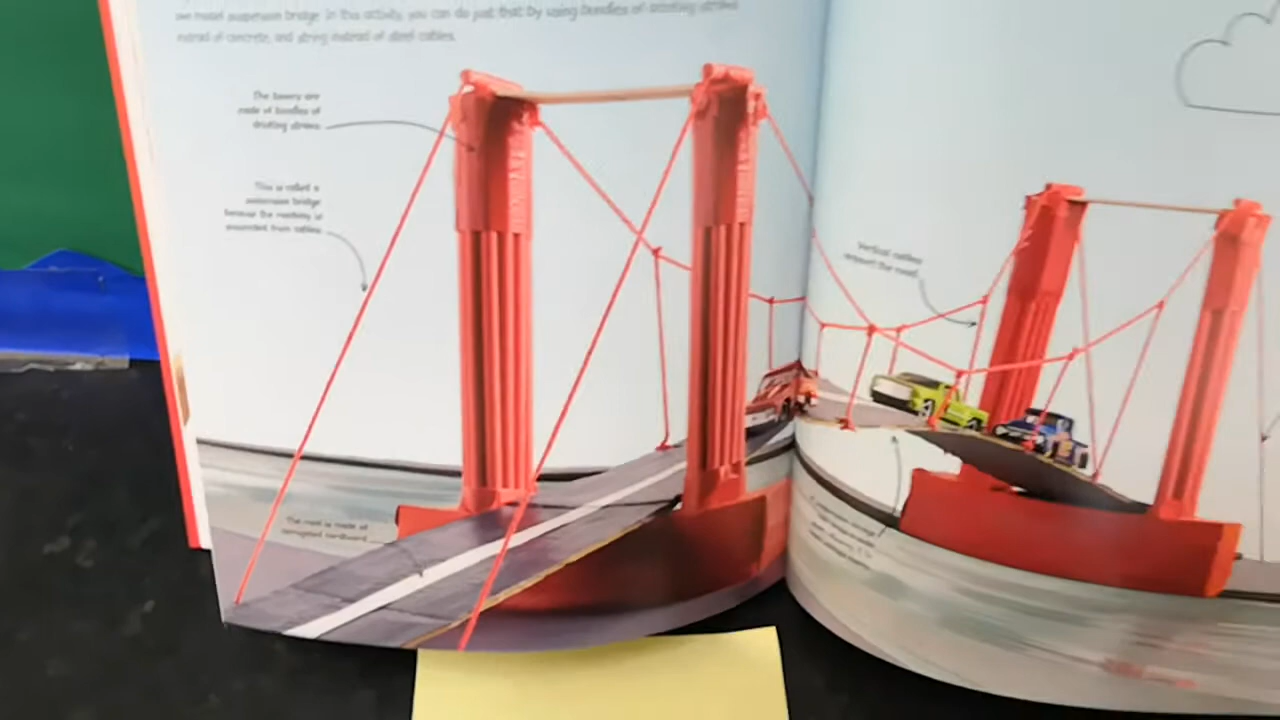 own model suspension bridge. In this activity, you can do just that by using bundles of drinking straws
instead of concrete, and string instead of steel cables.
The towers are
made of bundles of
drinking straws.
This is called a
suspension bridge
because the roadway is
suspended from cables.
Vertical cables
support the road.
The road is made of
corrugated cardboard.